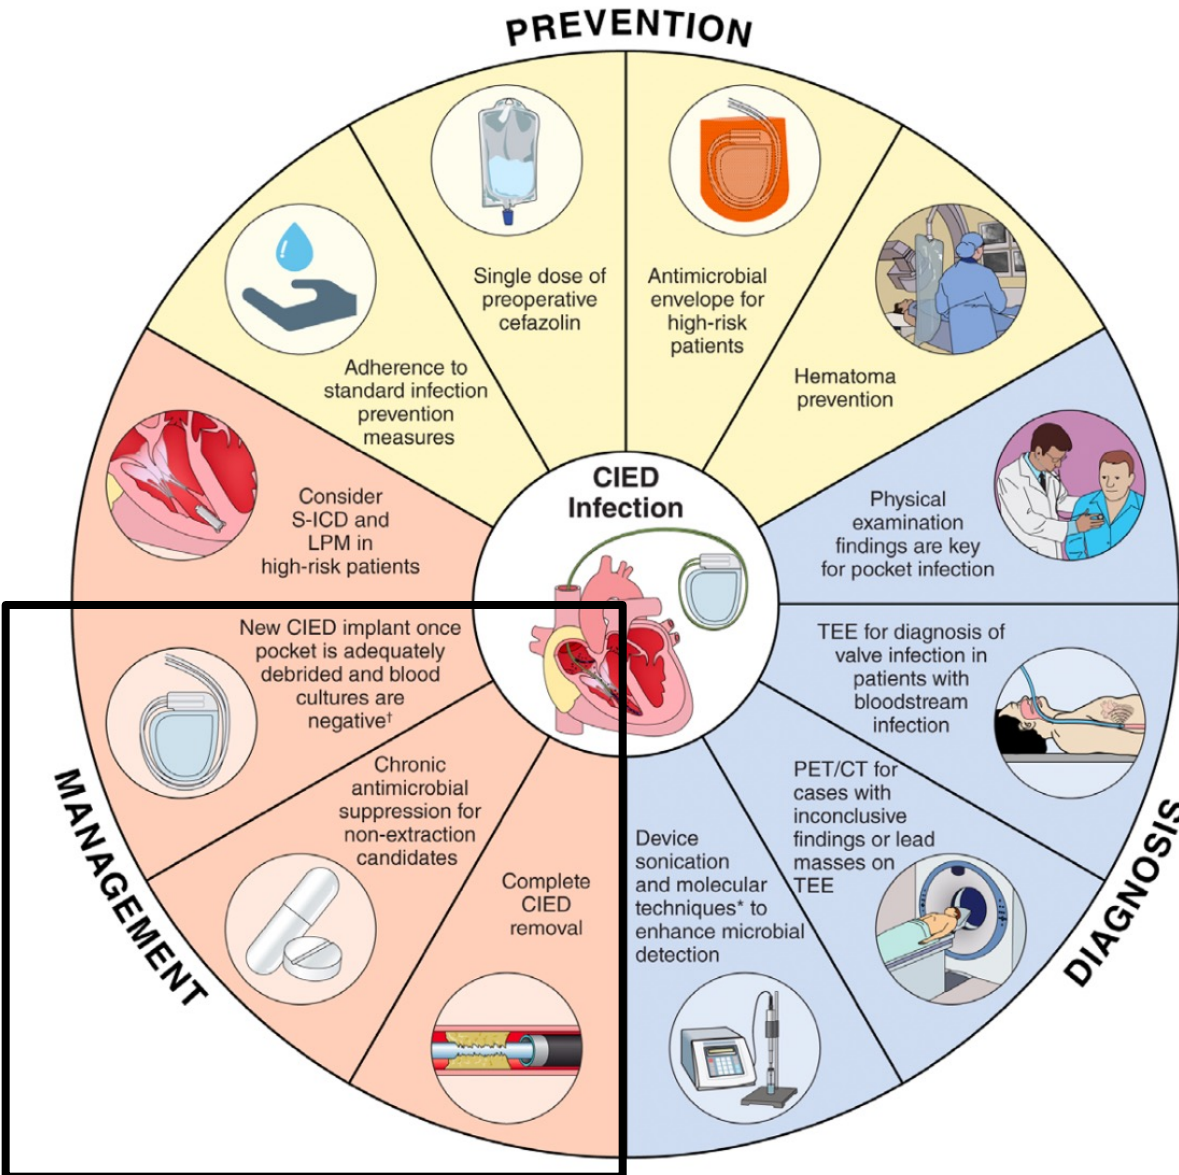 PREVENTION
Single dose of
preoperative
cefazolin
Antimicrobial
envelope for
high-risk
patients
Adherence to
standard infection
prevention
measures
Hematoma
prevention
CIED
Infection
Consider
S-ICD and
LPM in
high-risk patients
Physical
examination
findings are key
for pocket infection
New CIED implant once
pocket is adequately
debrided and blood
cultures are
negative†
TEE for diagnosis of
valve infection in
patients with
bloodstream
infection
Chronic
antimicrobial
suppression for
non-extraction
candidates
PET/CT for
cases with
inconclusive
findings or lead
masses on
TEE
Complete
CIED
removal
Device
sonication
and molecular
techniques* to
enhance microbial
detection
MANAGEMENT
DIAGNOSIS